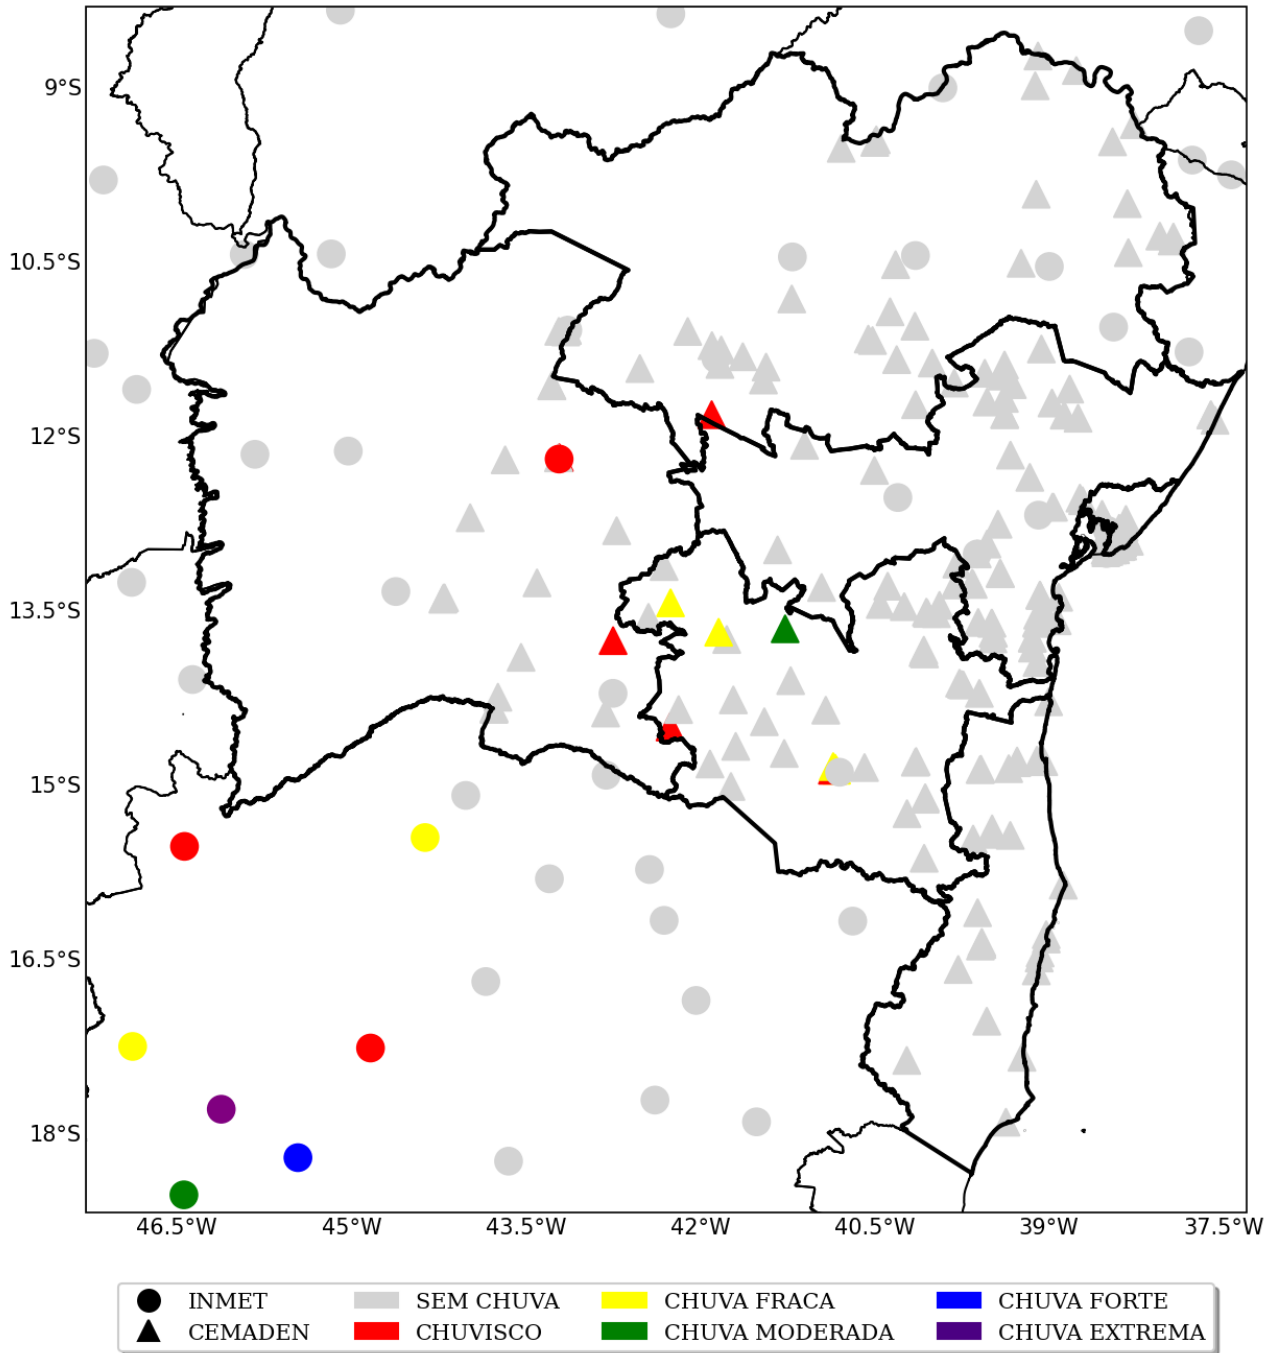 9°S
10.5°S
12°S
13.5°S
15°S
16.5°S
18°S
46.5°W 45°W 43.5°W 42°W 40.5°W 39°W 37.5°W
INMET SEM CHUVA CHUVA FRACA CHUVA FORTE
CEMADEN CHUVISCO CHUVA MODERADA CHUVA EXTREMA